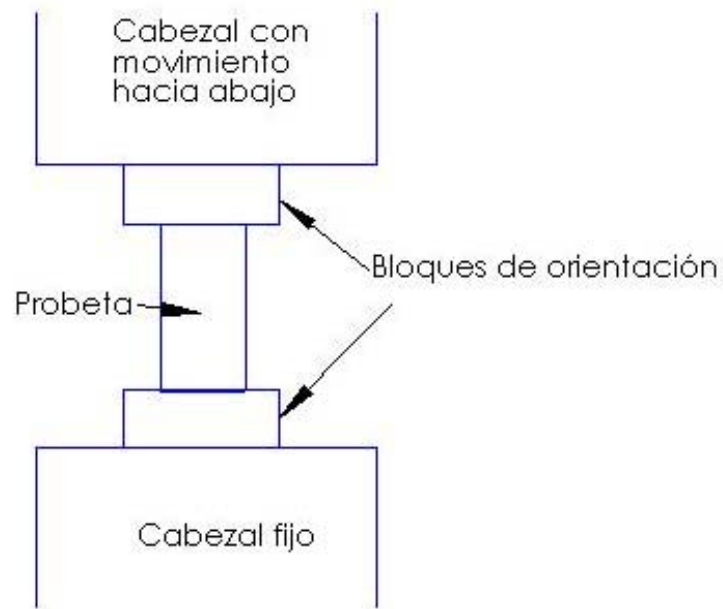 Cabezal con
movimiento
hacia abajo
Bloques de orientación
Probeta
Cabezal fijo